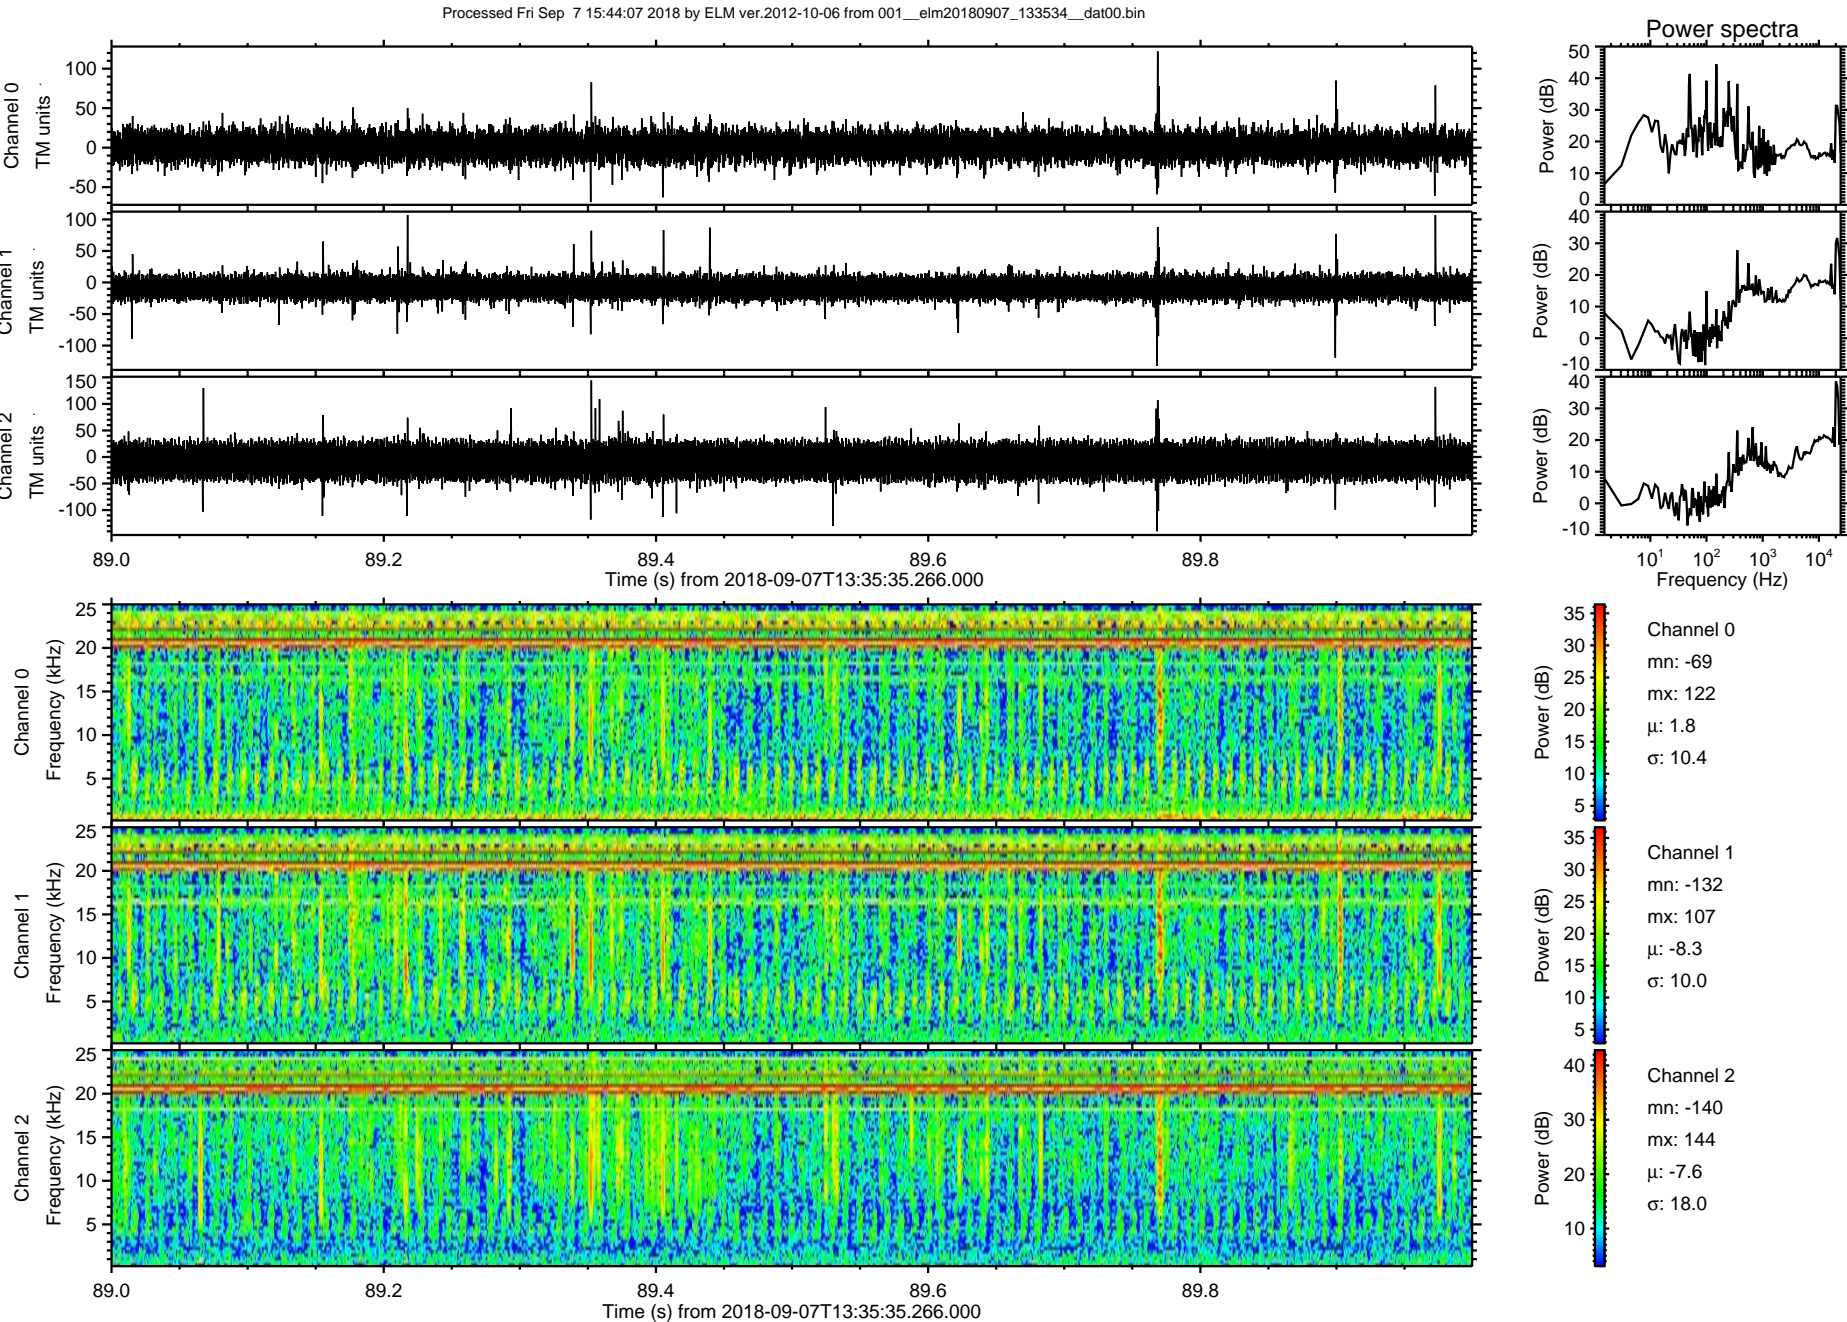 Processed Fri Sep 7 15:44:07 2018 by ELM ver.2012-10-06 from 001__elm20180907_133534__dat00.bin
Power spectra
Channel 0
TM units
100
50
0
-50
Power (dB)
50
40
30
20
10
0
Channel 1
TM units
100
50
0
-50
-100
Power (dB)
40
30
20
10
0
-10
Channel 2
TM units
150
100
50
0
-50
-100
Power (dB)
40
30
20
10
0
-10
89.0 89.2 89.4 89.6 89.8
Time (s) from 2018-09-07T13:35:35.266.000
10^1 10^2 10^3 10^4
Frequency (Hz)
Channel 0
Frequency (kHz)
25
20
15
10
5
Power (dB)
35
30
25
20
15
10
5
Channel 0
mn: -69
mx: 122
μ: 1.8
σ: 10.4
Channel 1
Frequency (kHz)
25
20
15
10
5
Power (dB)
35
30
25
20
15
10
5
Channel 1
mn: -132
mx: 107
μ: -8.3
σ: 10.0
Channel 2
Frequency (kHz)
25
20
15
10
5
Power (dB)
40
30
20
10
Channel 2
mn: -140
mx: 144
μ: -7.6
σ: 18.0
89.0 89.2 89.4 89.6 89.8
Time (s) from 2018-09-07T13:35:35.266.000